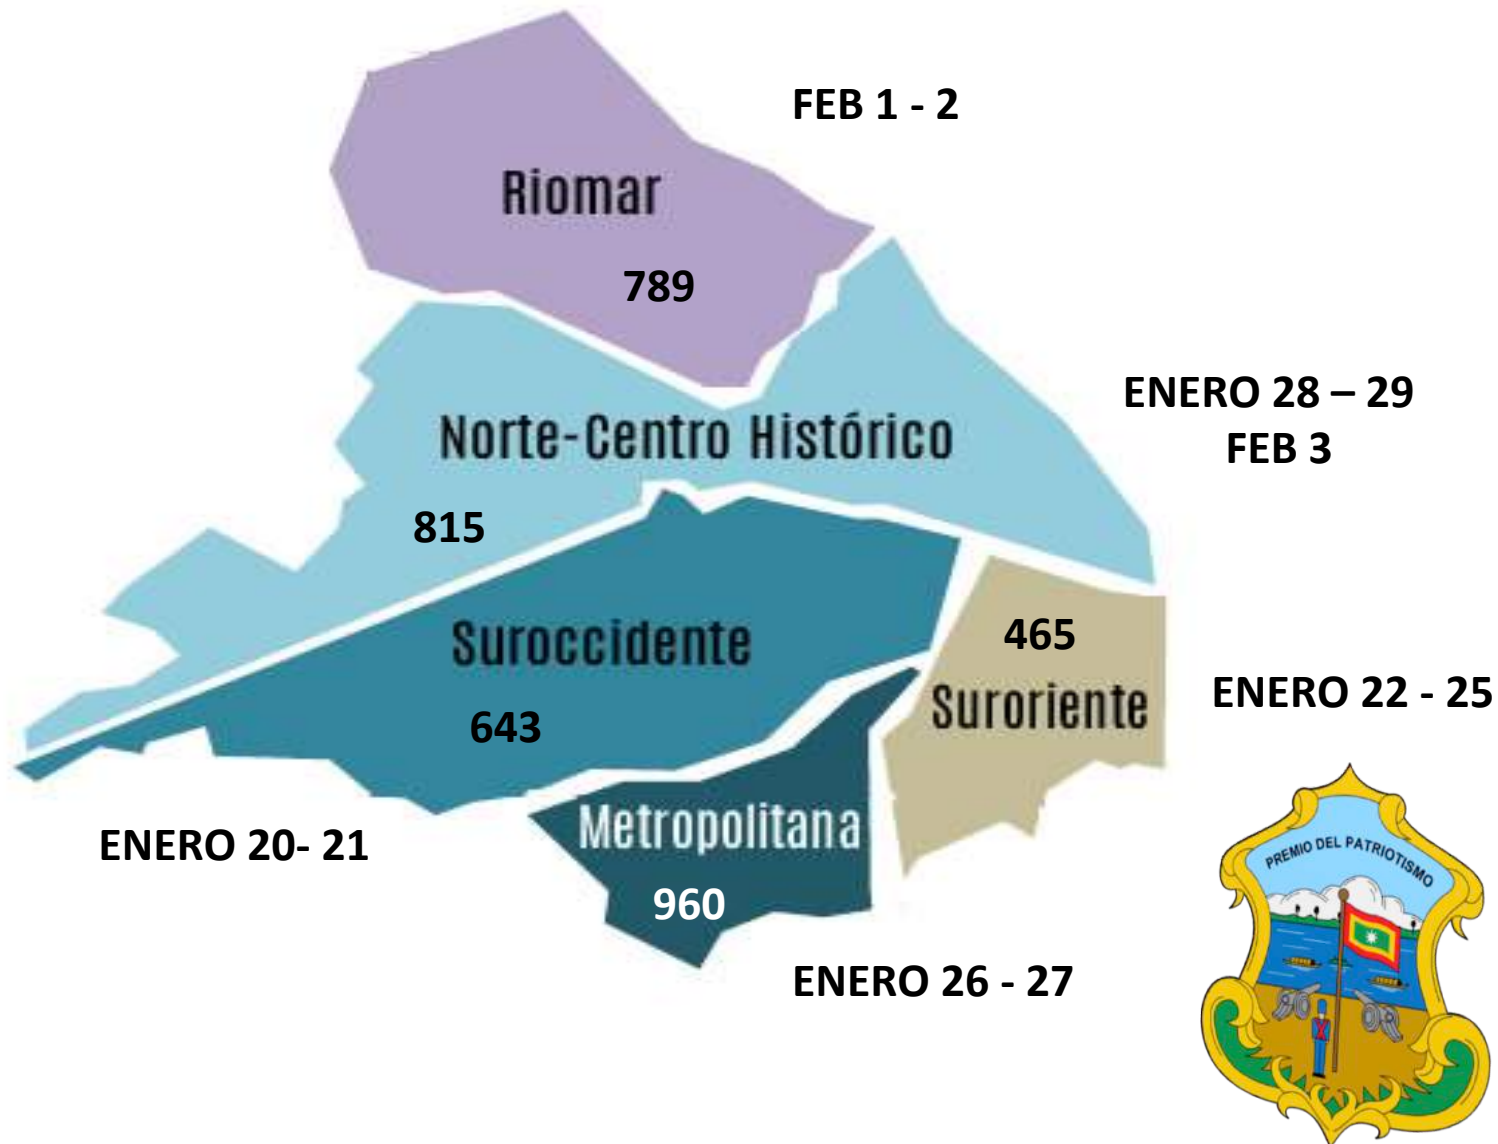 FEB 1 - 2
Riomar
789
ENERO 28 – 29
FEB 3
Norte-Centro Histórico
815
Suroccidente
643
465
Suroriente
ENERO 22 - 25
ENERO 20- 21
Metropolitana
960
ENERO 26 - 27
PREMIO DEL PATRIOTISMO